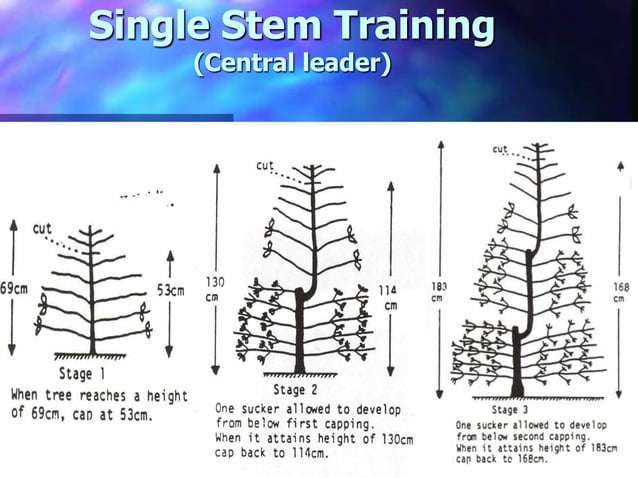 Single Stem Training
(Central leader)
cut
69cm
53cm
Stage 1
When tree reaches a height
of 69cm, cap at 53cm.
cut
130
cm
114
cm
Stage 2
One sucker allowed to develop
from below first capping.
When it attains height of 130cm
cap back to 114cm.
cut
183
cm
168
cm
Stage 3
One sucker allowed to develop
from below second capping.
When it attains height of 183cm
cap back to 168cm.